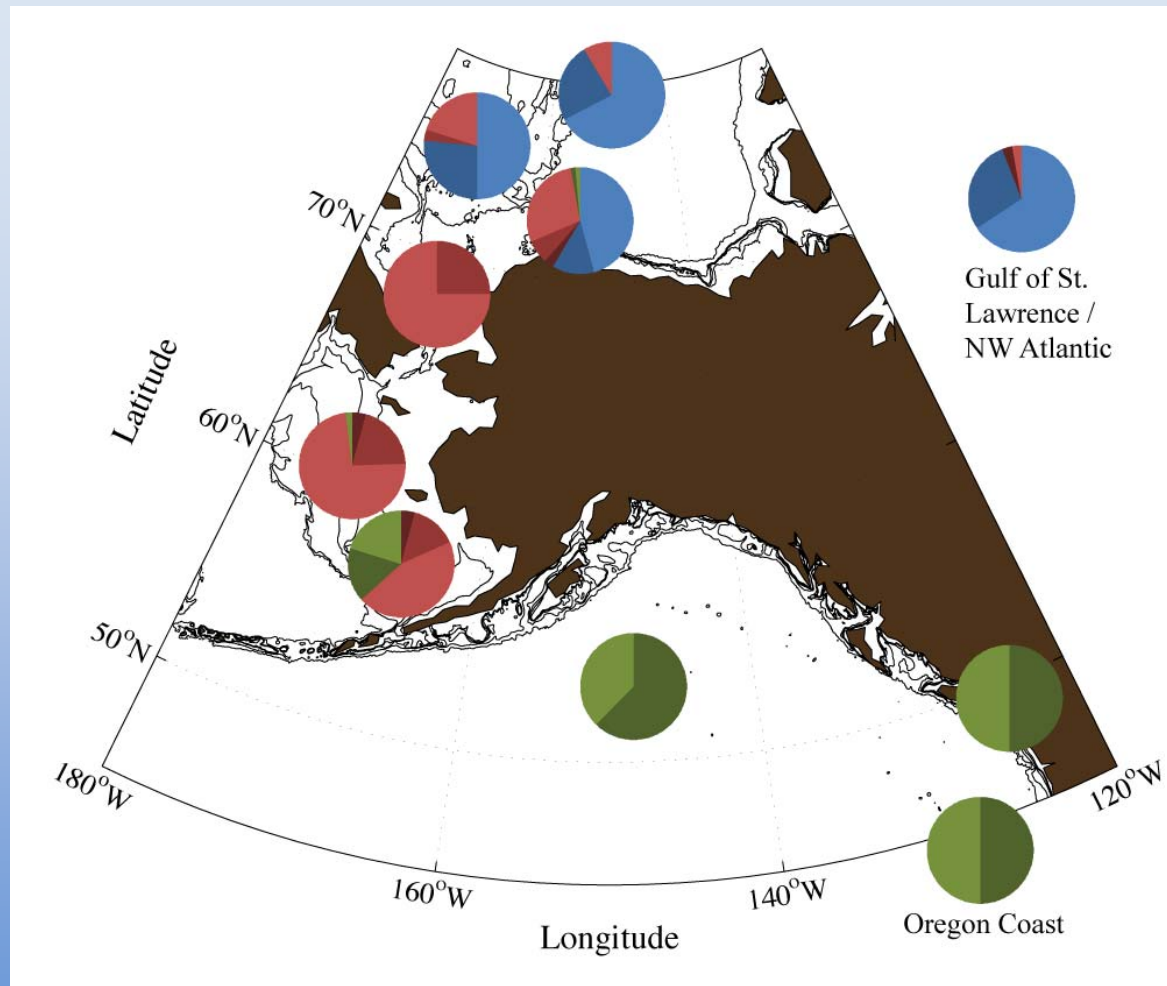 70°N
Gulf of St.
Lawrence /
NW Atlantic
Latitude
60°N
50°N
180°W
120°W
160°W
140°W
Oregon Coast
Longitude